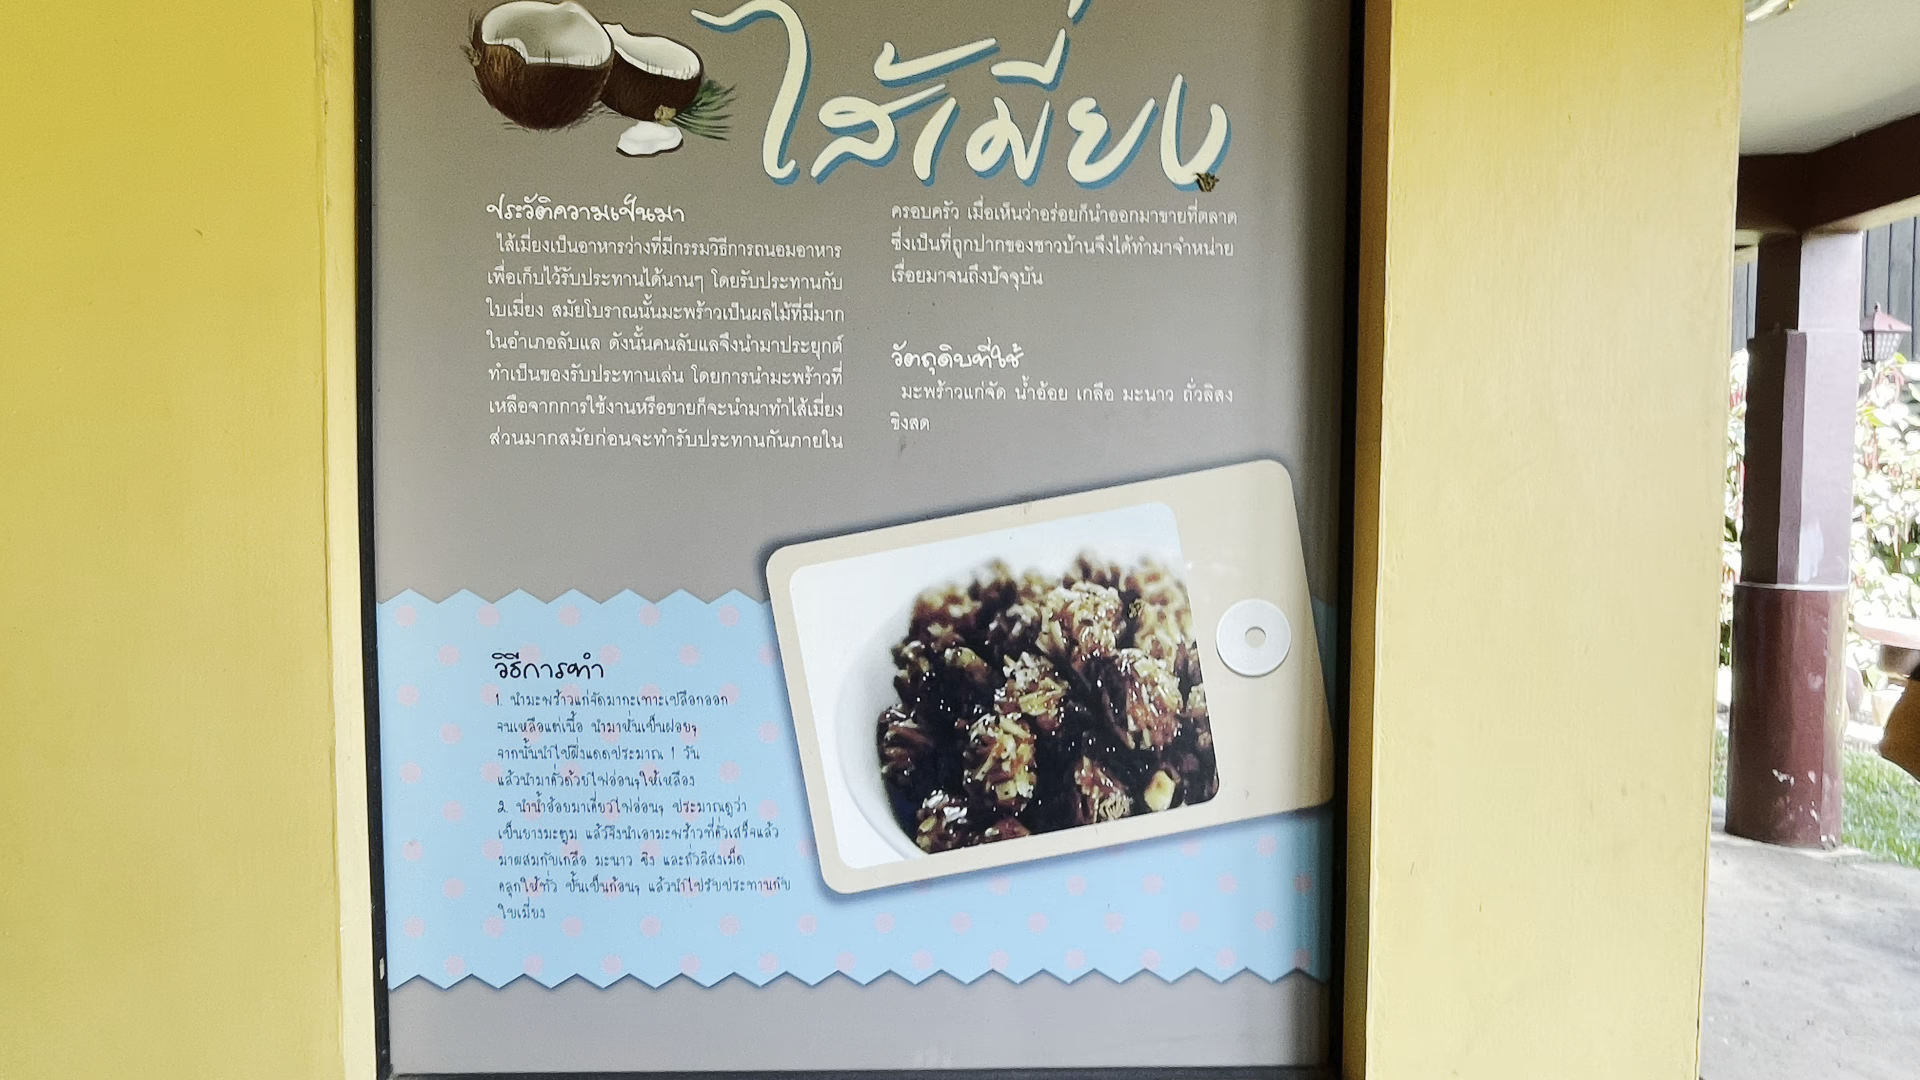 ไส้เมี่ยง
ประวัติความเป็นมา
ไส้เมี่ยงเป็นอาหารว่างที่มีกรรมวิธีการถนอมอาหาร
เพื่อเก็บไว้รับประทานได้นานๆ โดยรับประทานกับ
ใบเมี่ยง สมัยโบราณนั้นมะพร้าวเป็นผลไม้ที่มีมาก
ในอำเภอลับแล ดังนั้นคนลับแลจึงนำมาประยุกต์
ทำเป็นของรับประทานเล่น โดยการนำมะพร้าวที่
เหลือจากการใช้งานหรือขายก็จะนำมาทำไส้เมี่ยง
ส่วนมากสมัยก่อนจะทำรับประทานกันภายใน
ครอบครัว เมื่อเห็นว่าอร่อยก็นำออกมาขายที่ตลาด
ซึ่งเป็นที่ถูกปากของชาวบ้านจึงได้ทำมาจำหน่าย
เรื่อยมาจนถึงปัจจุบัน
วัตถุดิบที่ใช้
มะพร้าวแก่จัด น้ำอ้อย เกลือ มะนาว ถั่วลิสง
ขิงสด
วิธีการทำ
1. นำมะพร้าวแก่จัดมากะเทาะเปลือกออก
จนเหลือแต่เนื้อ นำมาหั่นเป็นฝอยๆ
จากนั้นนำไปผึ่งแดดประมาณ 1 วัน
แล้วนำมาคั่วด้วยไฟอ่อนๆให้เหลือง
2. นำน้ำอ้อยมาเคี่ยวไฟอ่อนๆ ประมาณดูว่า
เป็นยางมะตูม แล้วจึงนำเอามะพร้าวที่คั่วเสร็จแล้ว
มาผสมกับเกลือ มะนาว ขิง และถั่วลิสงเม็ด
คลุกให้ทั่ว ปั้นเป็นก้อนๆ แล้วนำไปรับประทานกับ
ใบเมี่ยง